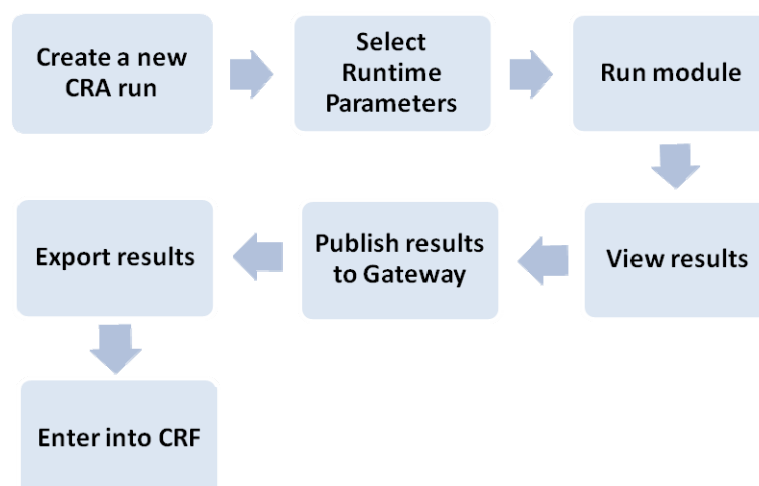 Create a new
CRA run
Select
Runtime
Parameters
Run module
View results
Publish results
to Gateway
Export results
Enter into CRF